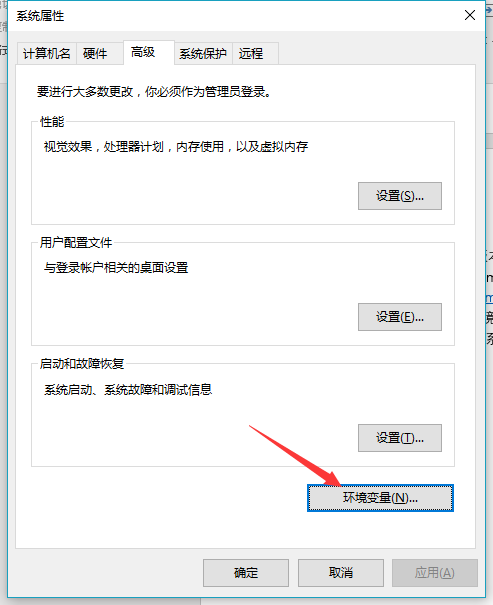 系统属性
计算机名 硬件 高级 系统保护 远程
要进行大多数更改，你必须作为管理员登录。
性能
视觉效果，处理器计划，内存使用，以及虚拟内存
设置(S)...
用户配置文件
与登录帐户相关的桌面设置
设置(E)...
启动和故障恢复
系统启动、系统故障和调试信息
设置(T)...
环境变量(N)...
确定 取消 应用(A)